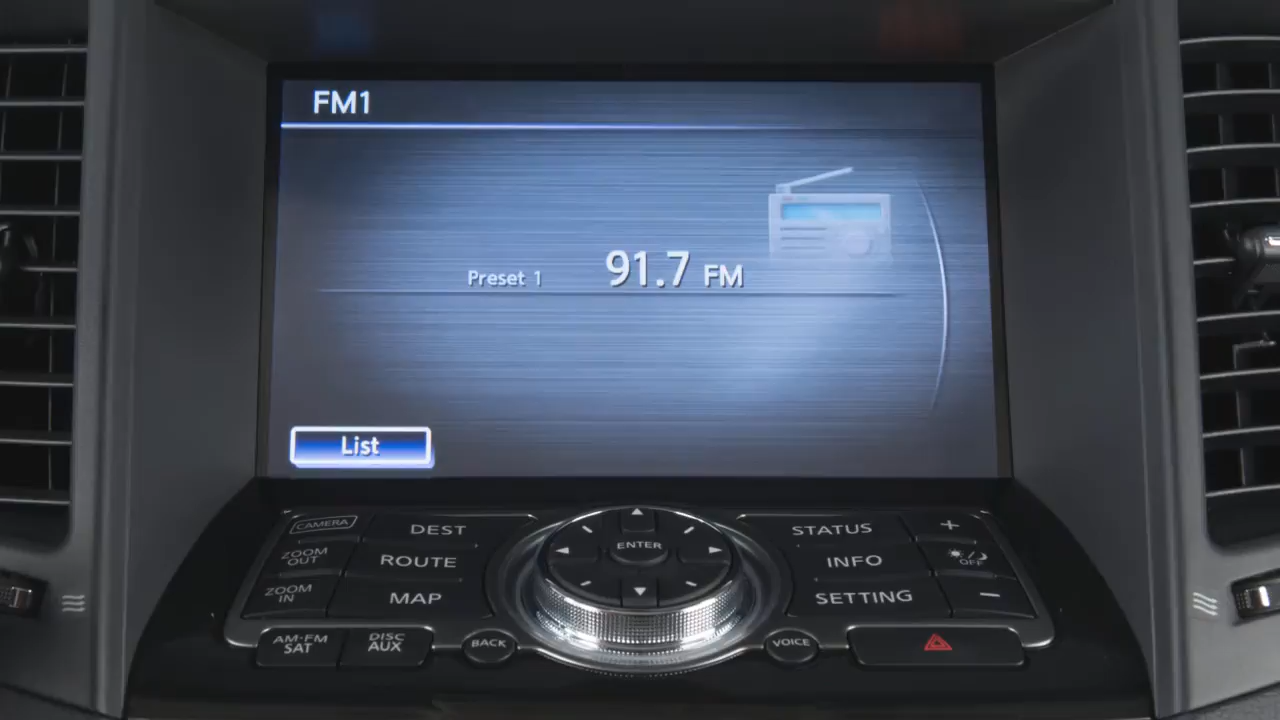 FM1
Preset 1 91.7 FM
List
CAMERA
DEST
ZOOM
OUT
ROUTE
ZOOM
IN
MAP
AM·FM
SAT
DISC
AUX
BACK
ENTER
VOICE
STATUS
+
INFO
OFF
SETTING
−